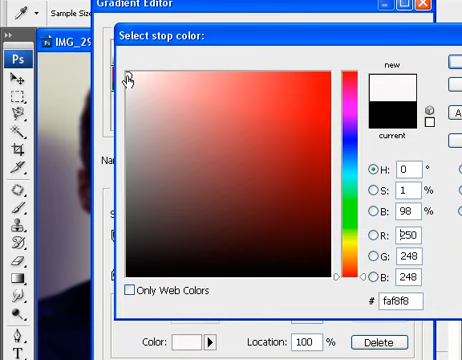 Gradient Editor
Sample Size
IMG_29
Select stop color:
Ps
new
current
H: 0 °
S: 1 %
B: 98 %
R: 250
G: 248
B: 248
# faf8f8
Only Web Colors
Color:
Location: 100 %
Delete